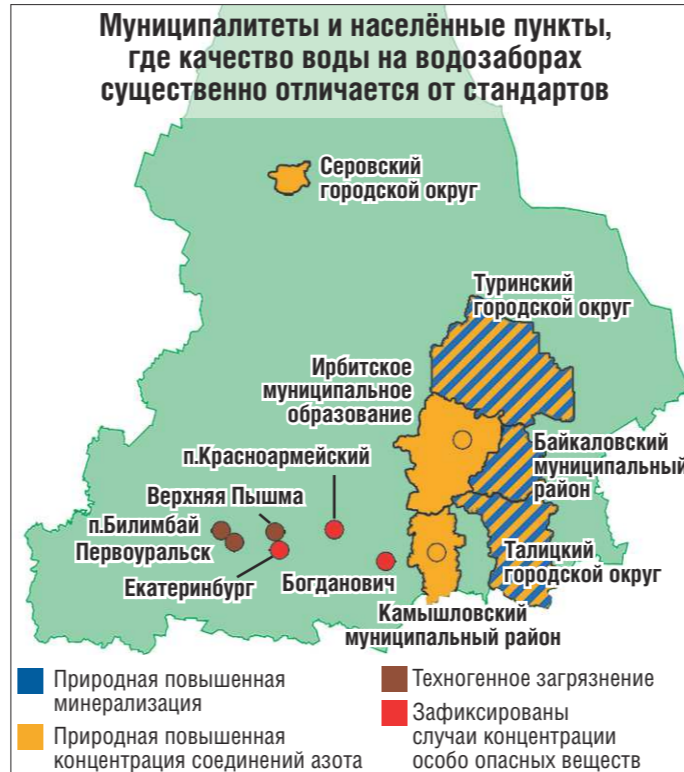 Муниципалитеты и населённые пункты,
где качество воды на водозаборах
существенно отличается от стандартов
Серовский
городской округ
Туринский
городской округ
Ирбитское
муниципальное
образование
Байкаловский
муниципальный
район
п.Красноармейский
Верхняя Пышма
п.Билимбай
Первоуральск
Екатеринбург
Богданович
Талицкий
городской округ
Камышловский
муниципальный район
Природная повышенная
минерализация
Природная повышенная
концентрация соединений азота
Техногенное загрязнение
Зафиксированы
случаи концентрации
особо опасных веществ